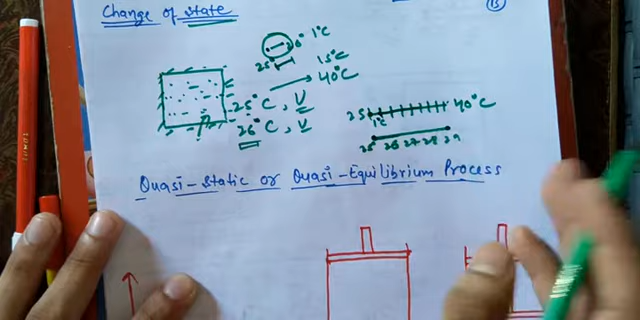 Change of state
13
1°C
25°
15°C
40°C
25°C, V
26°C, V
25 40°C
1°C
25 26 27 28 29
Quasi-Static or Quasi-Equilibrium Process